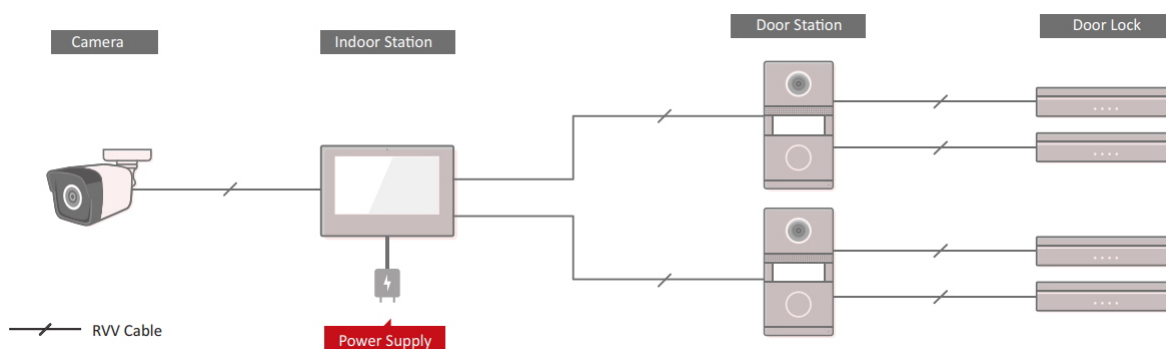 Camera
Indoor Station
Door Station
Door Lock
RVV Cable
Power Supply